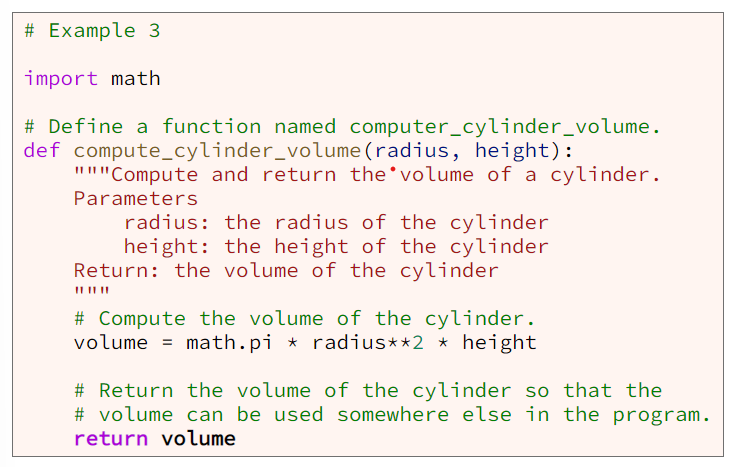 # Example 3
import math
# Define a function named computer_cylinder_volume.
def compute_cylinder_volume(radius, height):
"""Compute and return the volume of a cylinder.
Parameters
radius: the radius of the cylinder
height: the height of the cylinder
Return: the volume of the cylinder
"""
# Compute the volume of the cylinder.
volume = math.pi * radius**2 * height
# Return the volume of the cylinder so that the
# volume can be used somewhere else in the program.
return volume